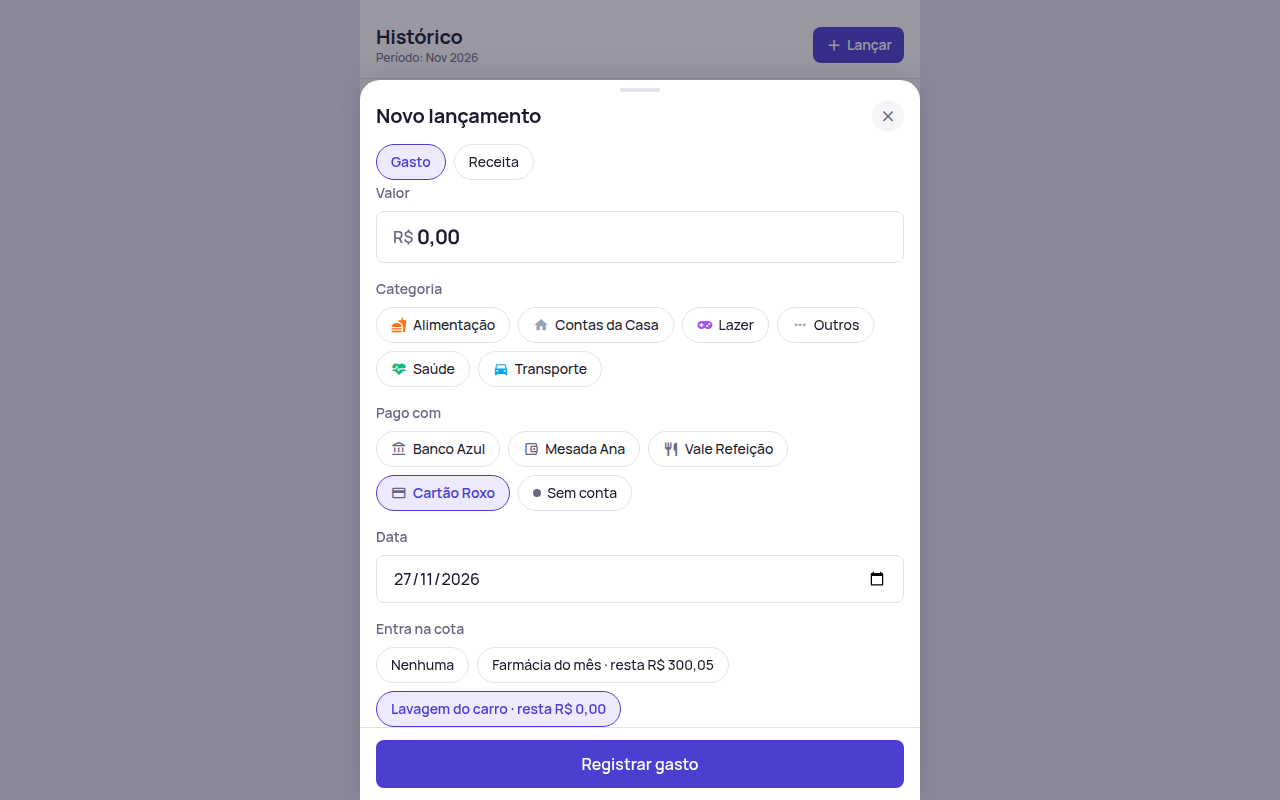 Histórico
Período: Nov 2026
Lançar
Novo lançamento
Gasto Receita
Valor
R$ 0,00
Categoria
Alimentação Contas da Casa Lazer Outros
Saúde Transporte
Pago com
Banco Azul Mesada Ana Vale Refeição
Cartão Roxo Sem conta
Data
27/11/2026
Entra na cota
Nenhuma Farmácia do mês · resta R$ 300,05
Lavagem do carro · resta R$ 0,00
Registrar gasto